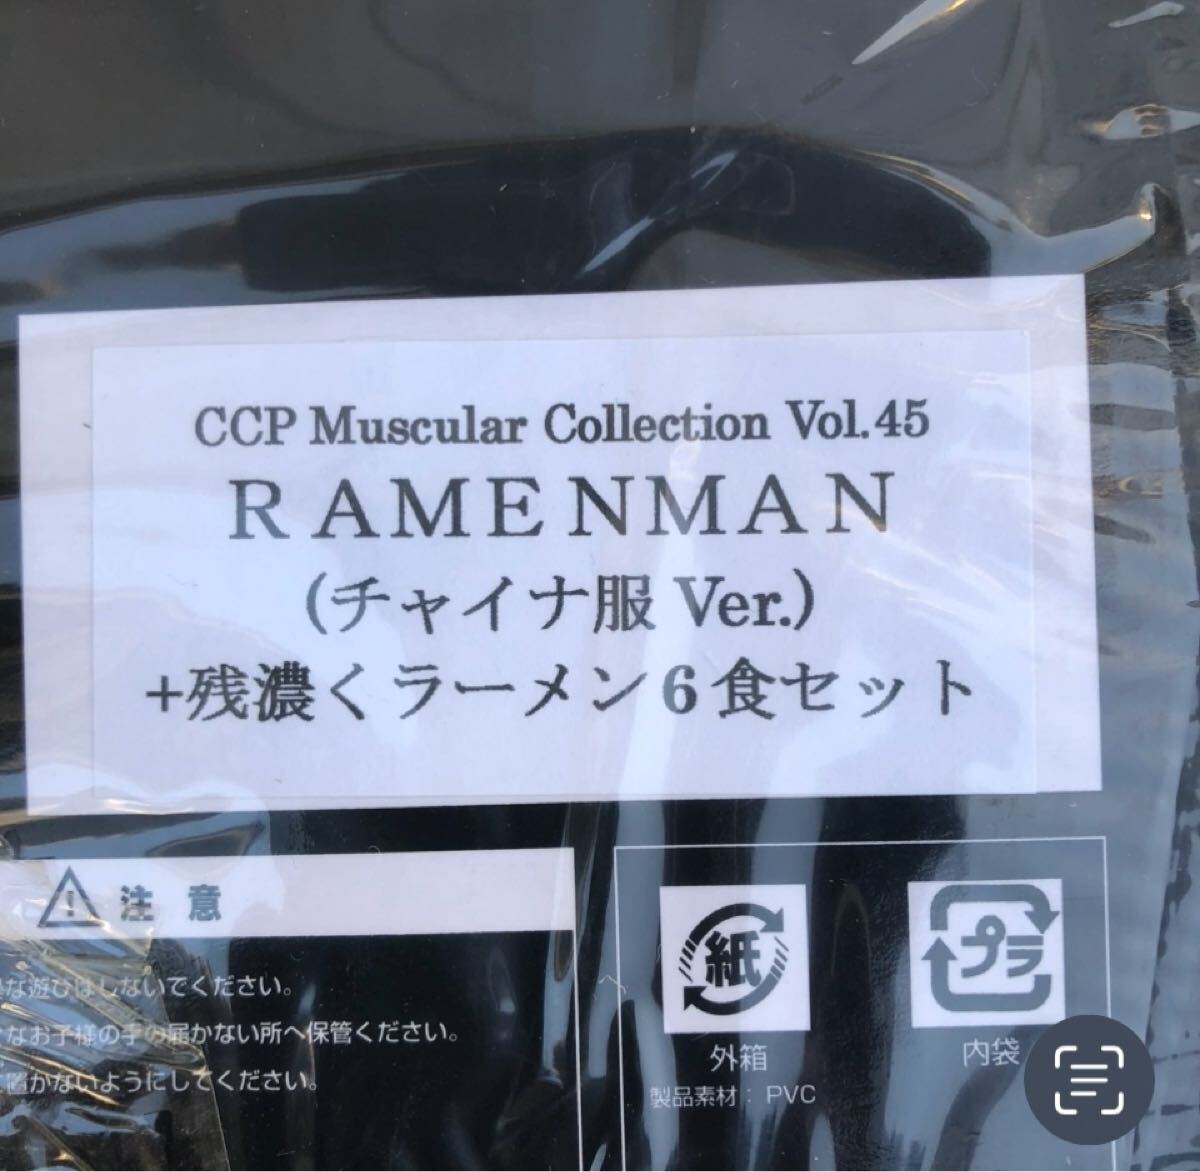 CCP Muscular Collection Vol.45
RAMENMAN
(チャイナ服 Ver.)
+残濃くラーメン6食セット
注意
な遊びはしないでください。
なお子様の手の届かない所へ保管ください。
置かないようにしてください。
紙
外箱
プラ
内袋
製品素材：PVC